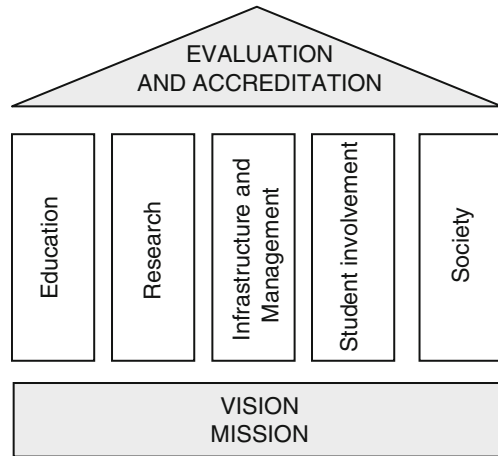 EVALUATION
AND ACCREDITATION
Education
Research
Infrastructure and
Management
Student involvement
Society
VISION
MISSION